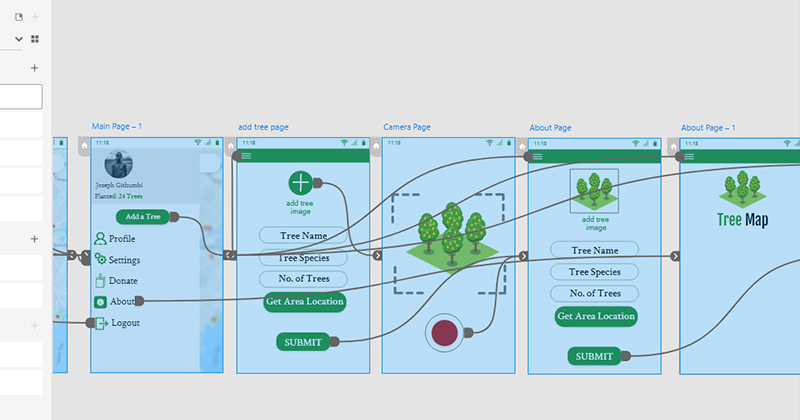 Main Page – 1
11:18
Joseph Githumbi
Planted: 24 Trees
Add a Tree
Profile
Settings
Donate
About
Logout
add tree page
11:18
add tree
image
Tree Name
Tree Species
No. of Trees
Get Area Location
SUBMIT
Camera Page
11:18
About Page
11:18
add tree
image
Tree Name
Tree Species
No. of Trees
Get Area Location
SUBMIT
About Page – 1
11:18
Tree Map